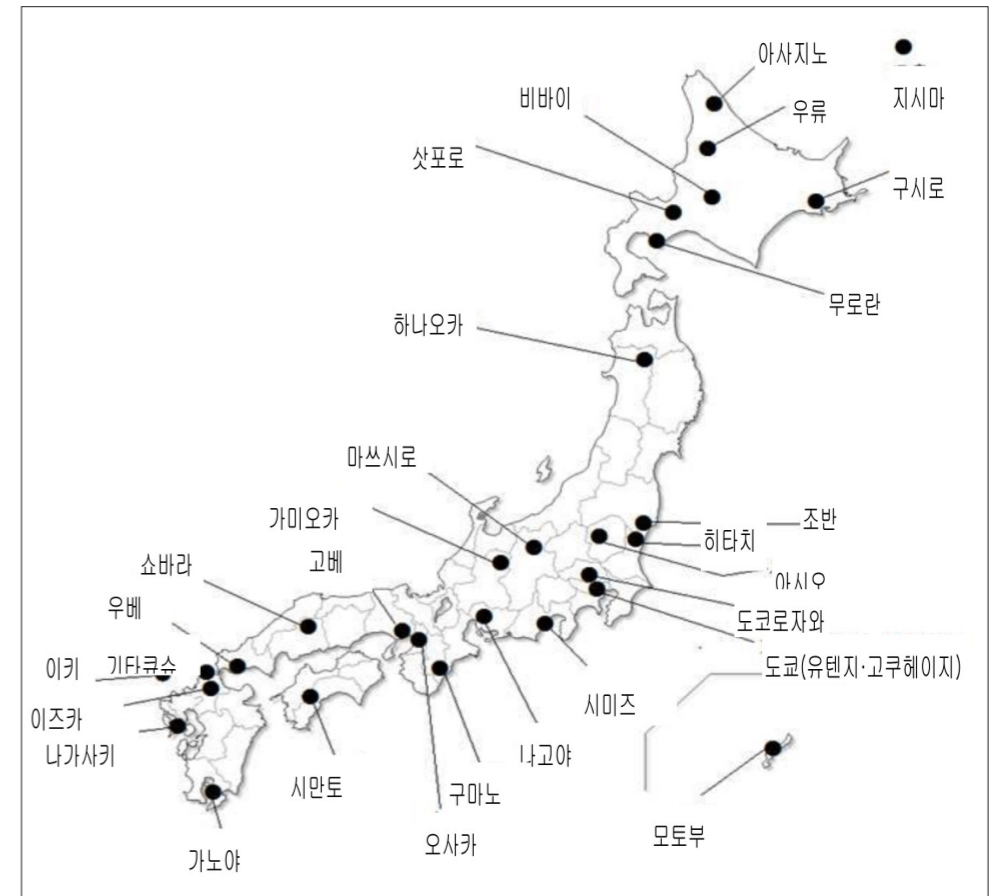 아사지노
비바이
우류
지시마
삿포로
구시로
무로란
하나오카
마쓰시로
가미오카
조반
고베
히타치
쇼바라
아시오
우베
도코로자와
이키
기타큐슈
도쿄(유텐지·고쿠헤이지)
이즈카
시미즈
나가사키
나고야
시만토
구마노
모토부
오사카
가노야